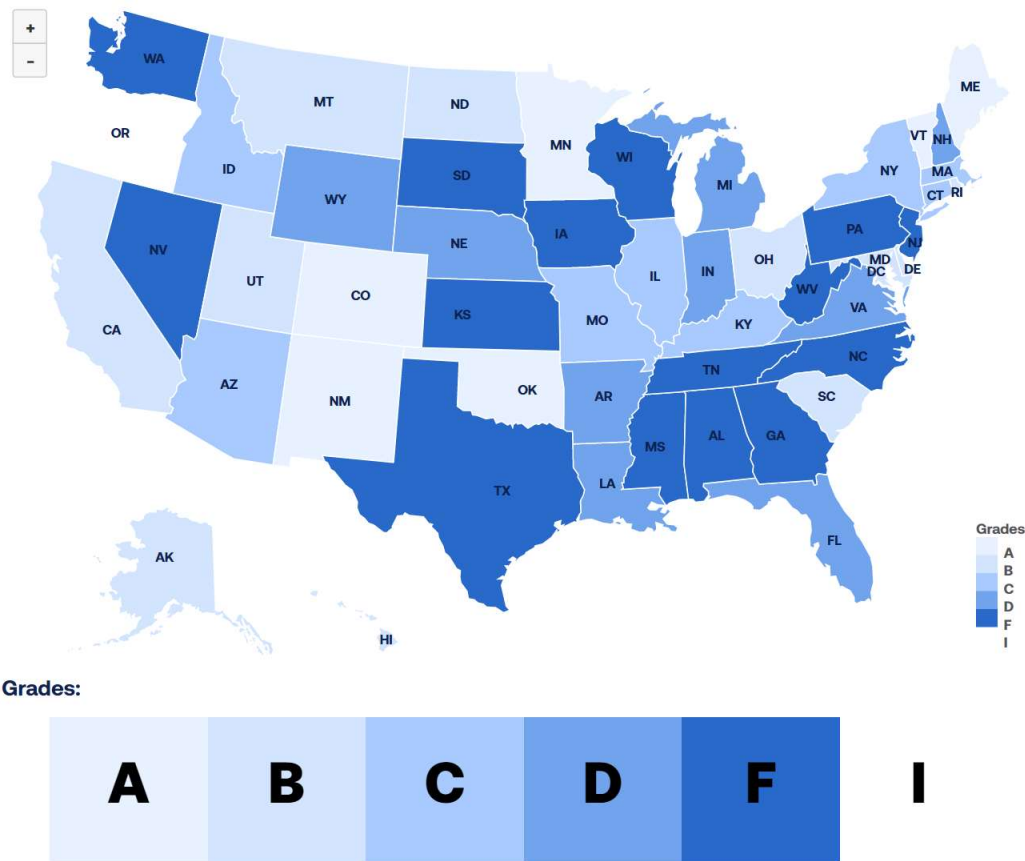 +
-
WA
OR
MT
ID
ND
MN
SD
WY
NE
WI
MI
IA
NV
UT
CO
CA
AZ
NM
KS
OK
TX
MO
IL
IN
OH
KY
AR
LA
MS
AL
TN
GA
FL
SC
NC
VA
WV
PA
NY
VT
NH
ME
MA
CT
RI
NJ
MD
DC
DE
AK
HI
Grades
A
B
C
D
F
I
Grades:
A B C D F I